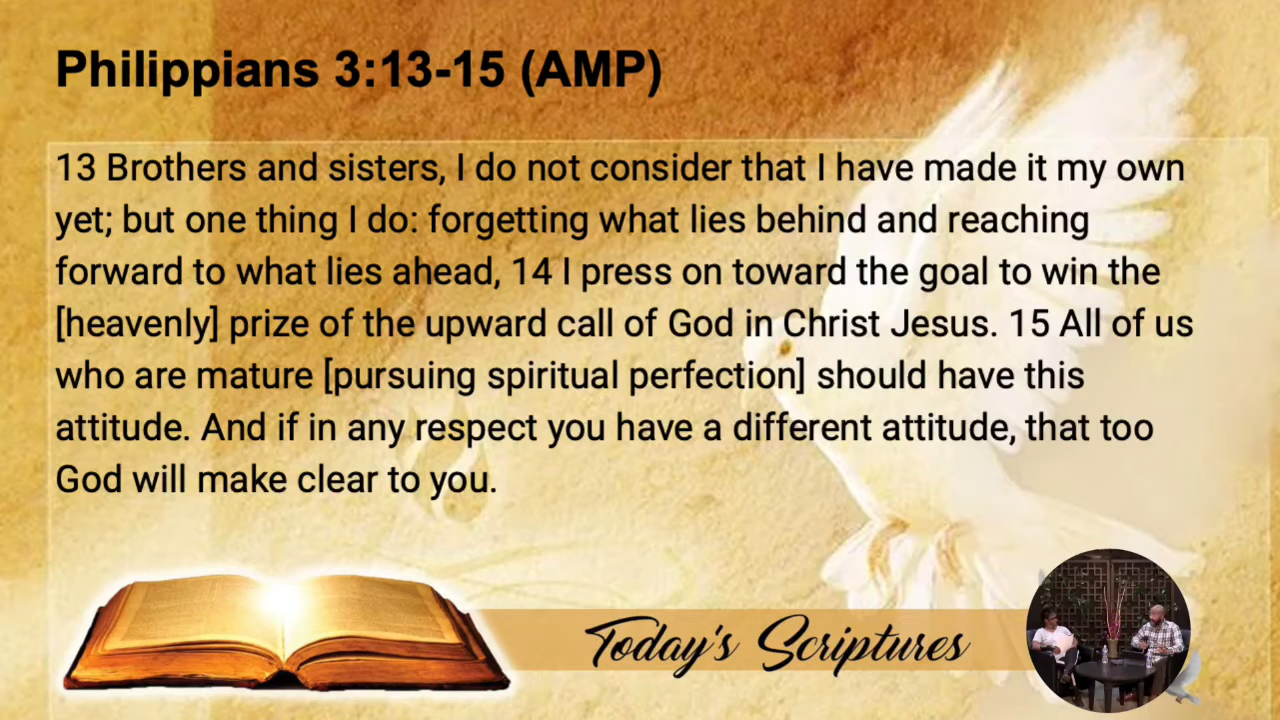 Philippians 3:13-15 (AMP)
13 Brothers and sisters, I do not consider that I have made it my own
yet; but one thing I do: forgetting what lies behind and reaching
forward to what lies ahead, 14 I press on toward the goal to win the
[heavenly] prize of the upward call of God in Christ Jesus. 15 All of us
who are mature [pursuing spiritual perfection] should have this
attitude. And if in any respect you have a different attitude, that too
God will make clear to you.
Today's Scriptures